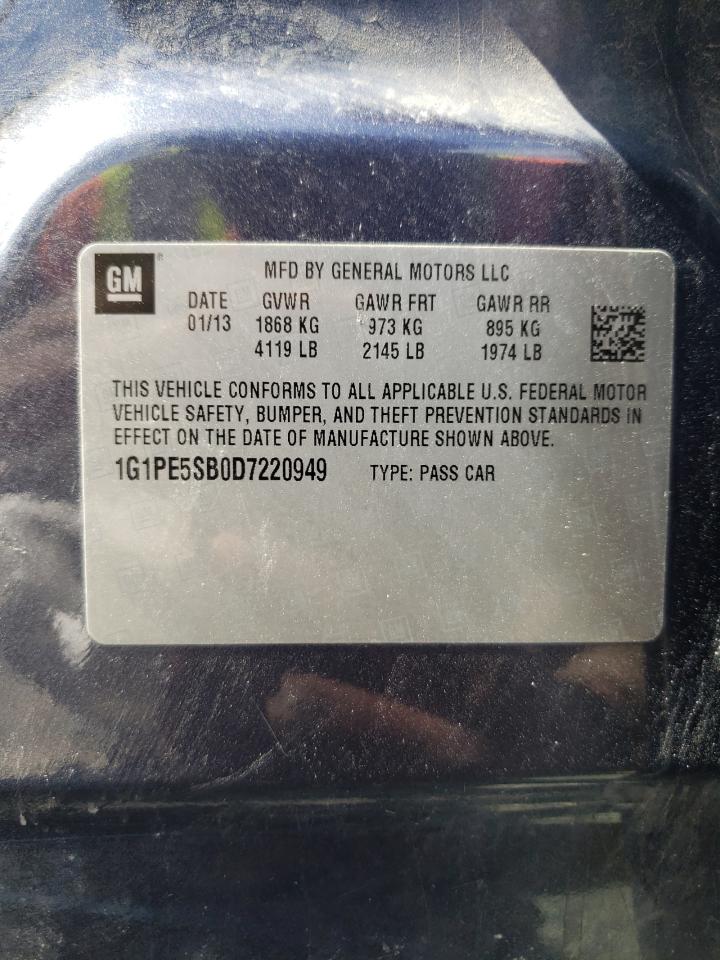 GM ®
MFD BY GENERAL MOTORS LLC
DATE GVWR GAWR FRT GAWR RR
01/13 1868 KG 973 KG 895 KG
4119 LB 2145 LB 1974 LB
THIS VEHICLE CONFORMS TO ALL APPLICABLE U.S. FEDERAL MOTOR
VEHICLE SAFETY, BUMPER, AND THEFT PREVENTION STANDARDS IN
EFFECT ON THE DATE OF MANUFACTURE SHOWN ABOVE.
1G1PE5SB0D7220949 TYPE: PASS CAR